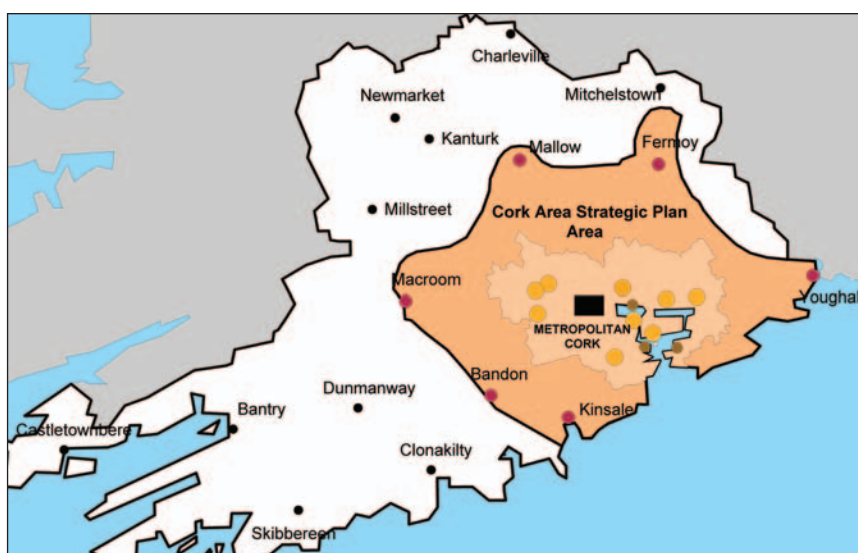 Charleville
Newmarket
Mitchelstown
Kanturk
Mallow
Fermoy
Millstreet
Cork Area Strategic Plan
Area
Macroom
Youghal
METROPOLITAN
CORK
Bandon
Dunmanway
Kinsale
Bantry
Castletownbere
Clonakilty
Skibbereen